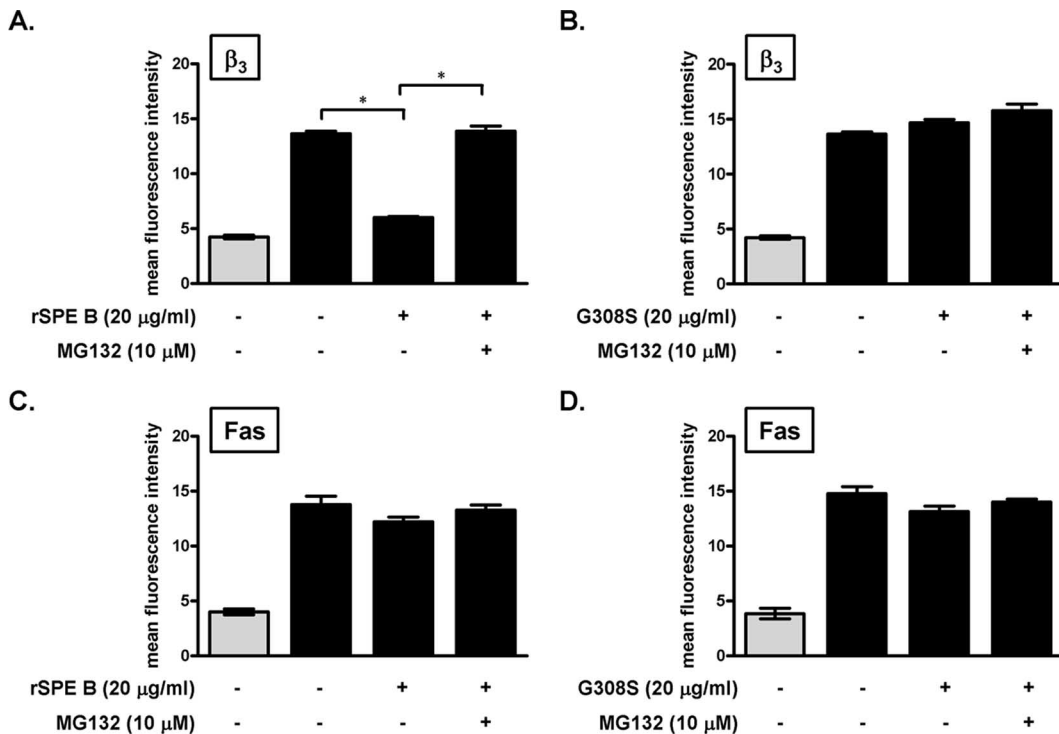 A.
β3
mean fluorescence intensity
20
15
10
5
0
* *
rSPE B (20 μg/ml) - - + +
MG132 (10 μM) - - - +
B.
β3
mean fluorescence intensity
20
15
10
5
0
G308S (20 μg/ml) - - + +
MG132 (10 μM) - - - +
C.
Fas
mean fluorescence intensity
20
15
10
5
0
rSPE B (20 μg/ml) - - + +
MG132 (10 μM) - - - +
D.
Fas
mean fluorescence intensity
20
15
10
5
0
G308S (20 μg/ml) - - + +
MG132 (10 μM) - - - +